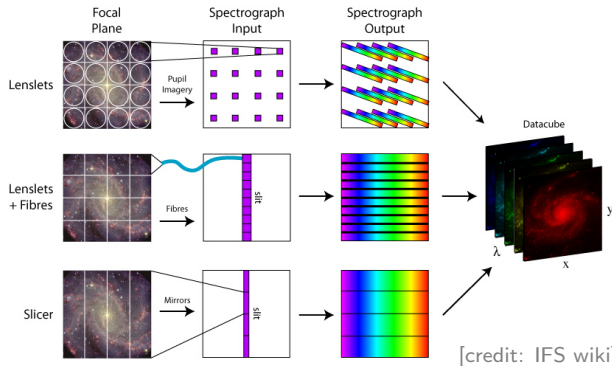 Focal
Plane
Spectrograph
Input
Spectrograph
Output
Lenslets
Pupil
Imagery
Datacube
Lenslets
+ Fibres
Fibres
slit
y
λ
x
Slicer
Mirrors
slit
[credit: IFS wiki]